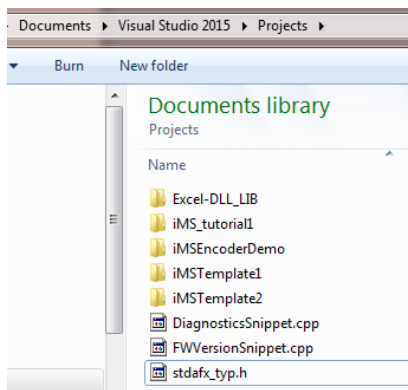 Documents ▸ Visual Studio 2015 ▸ Projects ▸
Burn New folder
Documents library
Projects
Name
Excel-DLL_LIB
iMS_tutorial1
iMSEncoderDemo
iMSTemplate1
iMSTemplate2
DiagnosticsSnippet.cpp
FWVersionSnippet.cpp
stdafx_typ.h